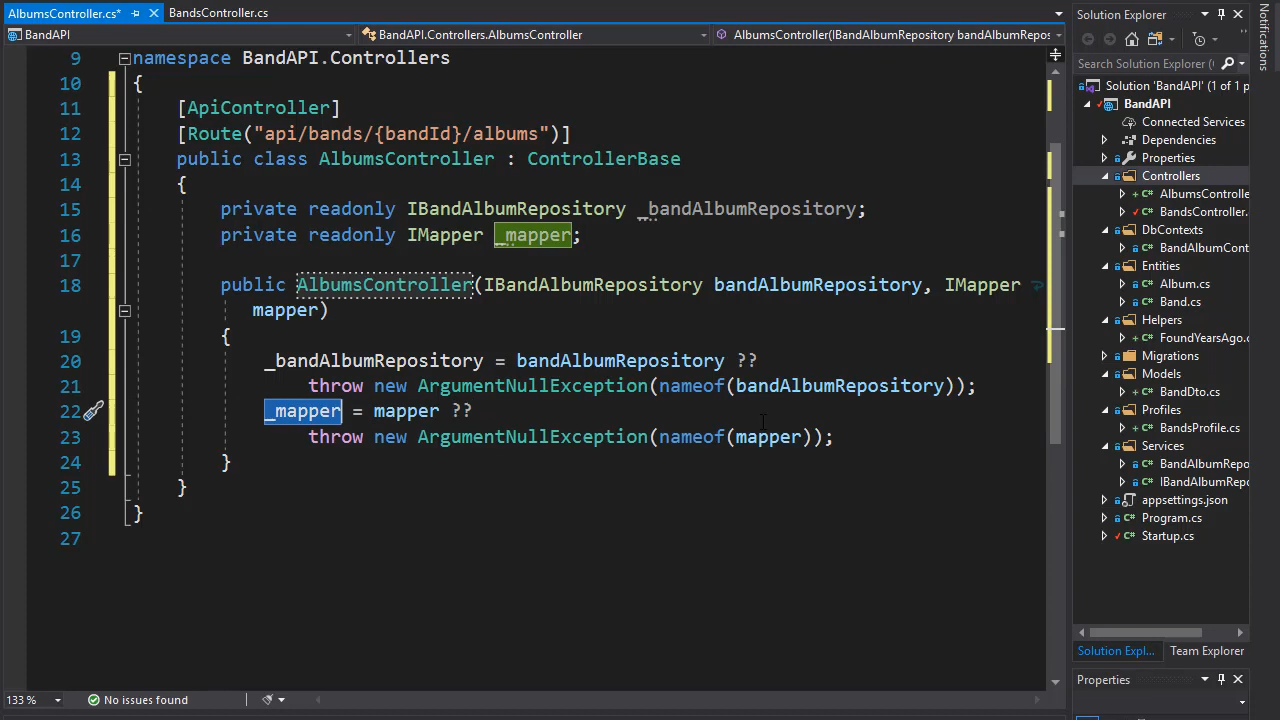 AlbumsController.cs*
BandsController.cs
BandAPI
BandAPI.Controllers.AlbumsController
AlbumsController(IBandAlbumRepository bandAlbumRepos
9 namespace BandAPI.Controllers
10 {
11 [ApiController]
12 [Route("api/bands/{bandId}/albums")]
13 public class AlbumsController : ControllerBase
14 {
15 private readonly IBandAlbumRepository _bandAlbumRepository;
16 private readonly IMapper _mapper;
17
18 public AlbumsController(IBandAlbumRepository bandAlbumRepository, IMapper
mapper)
19 {
20 _bandAlbumRepository = bandAlbumRepository ??
21 throw new ArgumentNullException(nameof(bandAlbumRepository));
22 _mapper = mapper ??
23 throw new ArgumentNullException(nameof(mapper));
24 }
25 }
26 }
27
133 %
No issues found
Solution Explorer
Search Solution Explorer (
Solution 'BandAPI' (1 of 1 p
BandAPI
Connected Services
Dependencies
Properties
Controllers
AlbumsControlle
BandsController.
DbContexts
BandAlbumCont
Entities
Album.cs
Band.cs
Helpers
FoundYearsAgo.c
Migrations
Models
BandDto.cs
Profiles
BandsProfile.cs
Services
BandAlbumRepo
IBandAlbumRepo
appsettings.json
Program.cs
Startup.cs
Solution Expl...
Team Explorer
Properties
Notifications